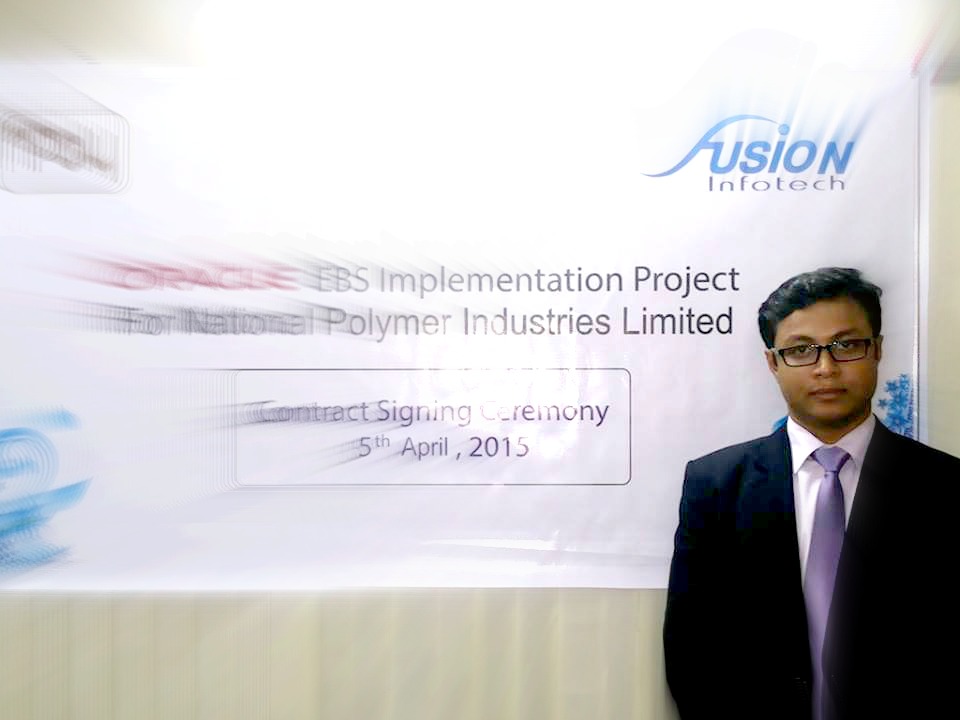 FUSION
Infotech
ORACLE EBS Implementation Project
For National Polymer Industries Limited
Contract Signing Ceremony
5th April , 2015